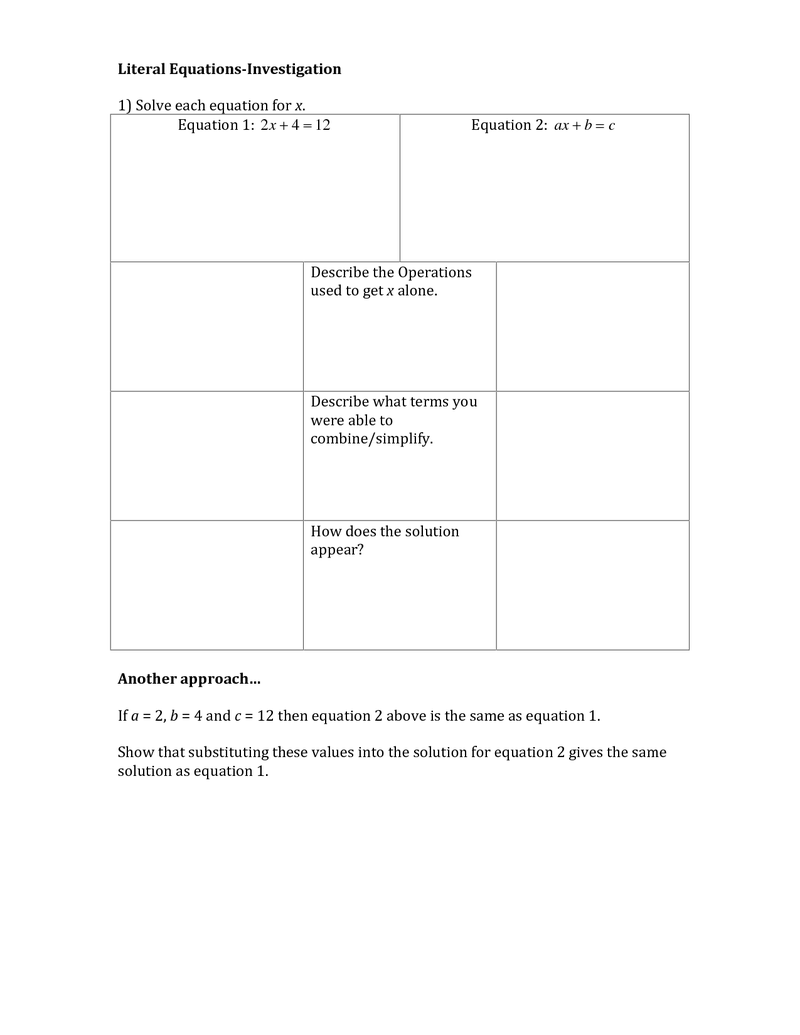 Literal Equations-Investigation
1) Solve each equation for x.
Equation 1: 2x + 4 = 12
Equation 2: ax + b = c
Describe the Operations
used to get x alone.
Describe what terms you
were able to
combine/simplify.
How does the solution
appear?
Another approach…
If a = 2, b = 4 and c = 12 then equation 2 above is the same as equation 1.
Show that substituting these values into the solution for equation 2 gives the same
solution as equation 1.